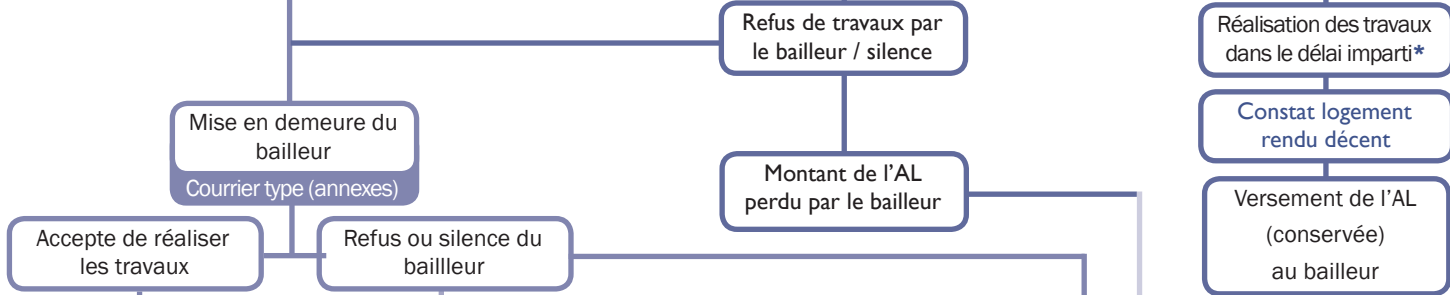 Refus de travaux par
le bailleur / silence
Réalisation des travaux
dans le délai imparti*
Mise en demeure du
bailleur
Courrier type (annexes)
Constat logement
rendu décent
Montant de l'AL
perdu par le bailleur
Versement de l'AL
(conservée)
au bailleur
Accepte de réaliser
les travaux
Refus ou silence du
baillleur